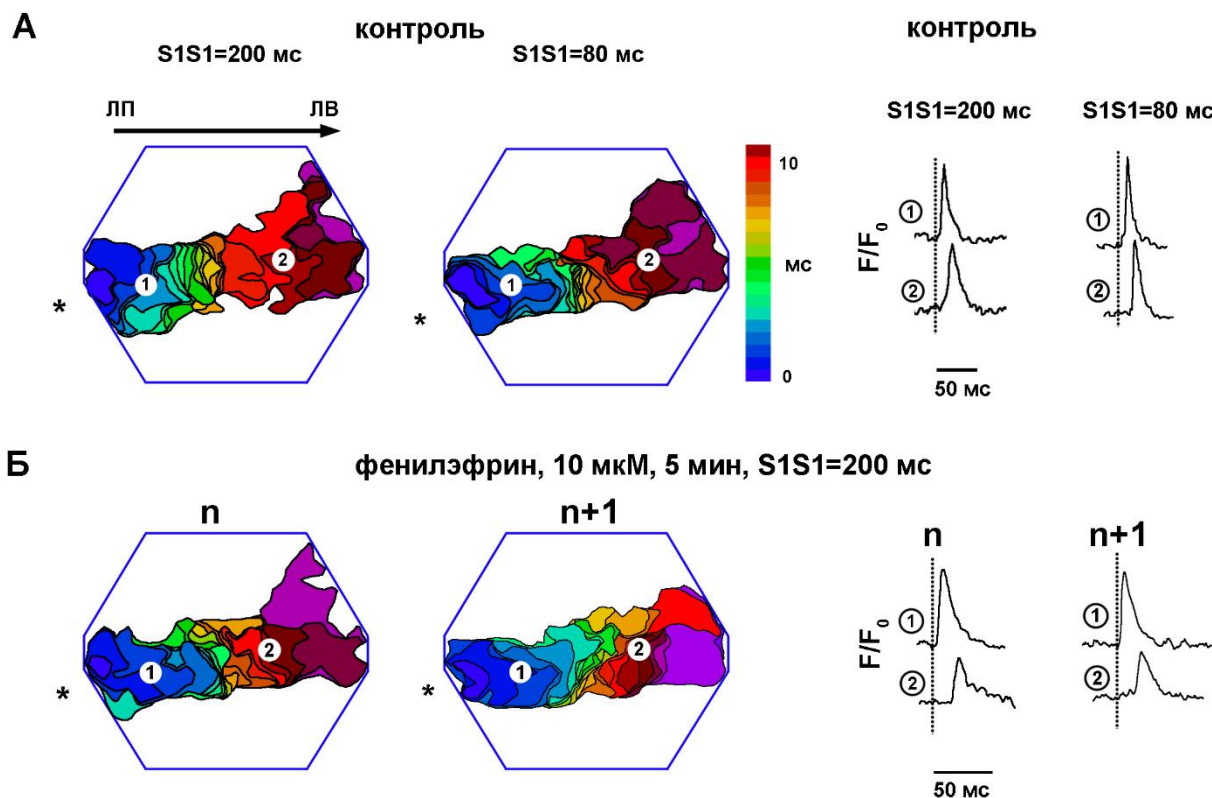 А
контроль
контроль
S1S1=200 мс
S1S1=80 мс
S1S1=200 мс
S1S1=80 мс
ЛП
ЛВ
10
мс
0
1
2
1
2
*
*
F/F0
1
2
1
2
50 мс
Б
фенилэфрин, 10 мкМ, 5 мин, S1S1=200 мс
n
n+1
n
n+1
1
2
1
2
*
*
F/F0
1
2
1
2
50 мс